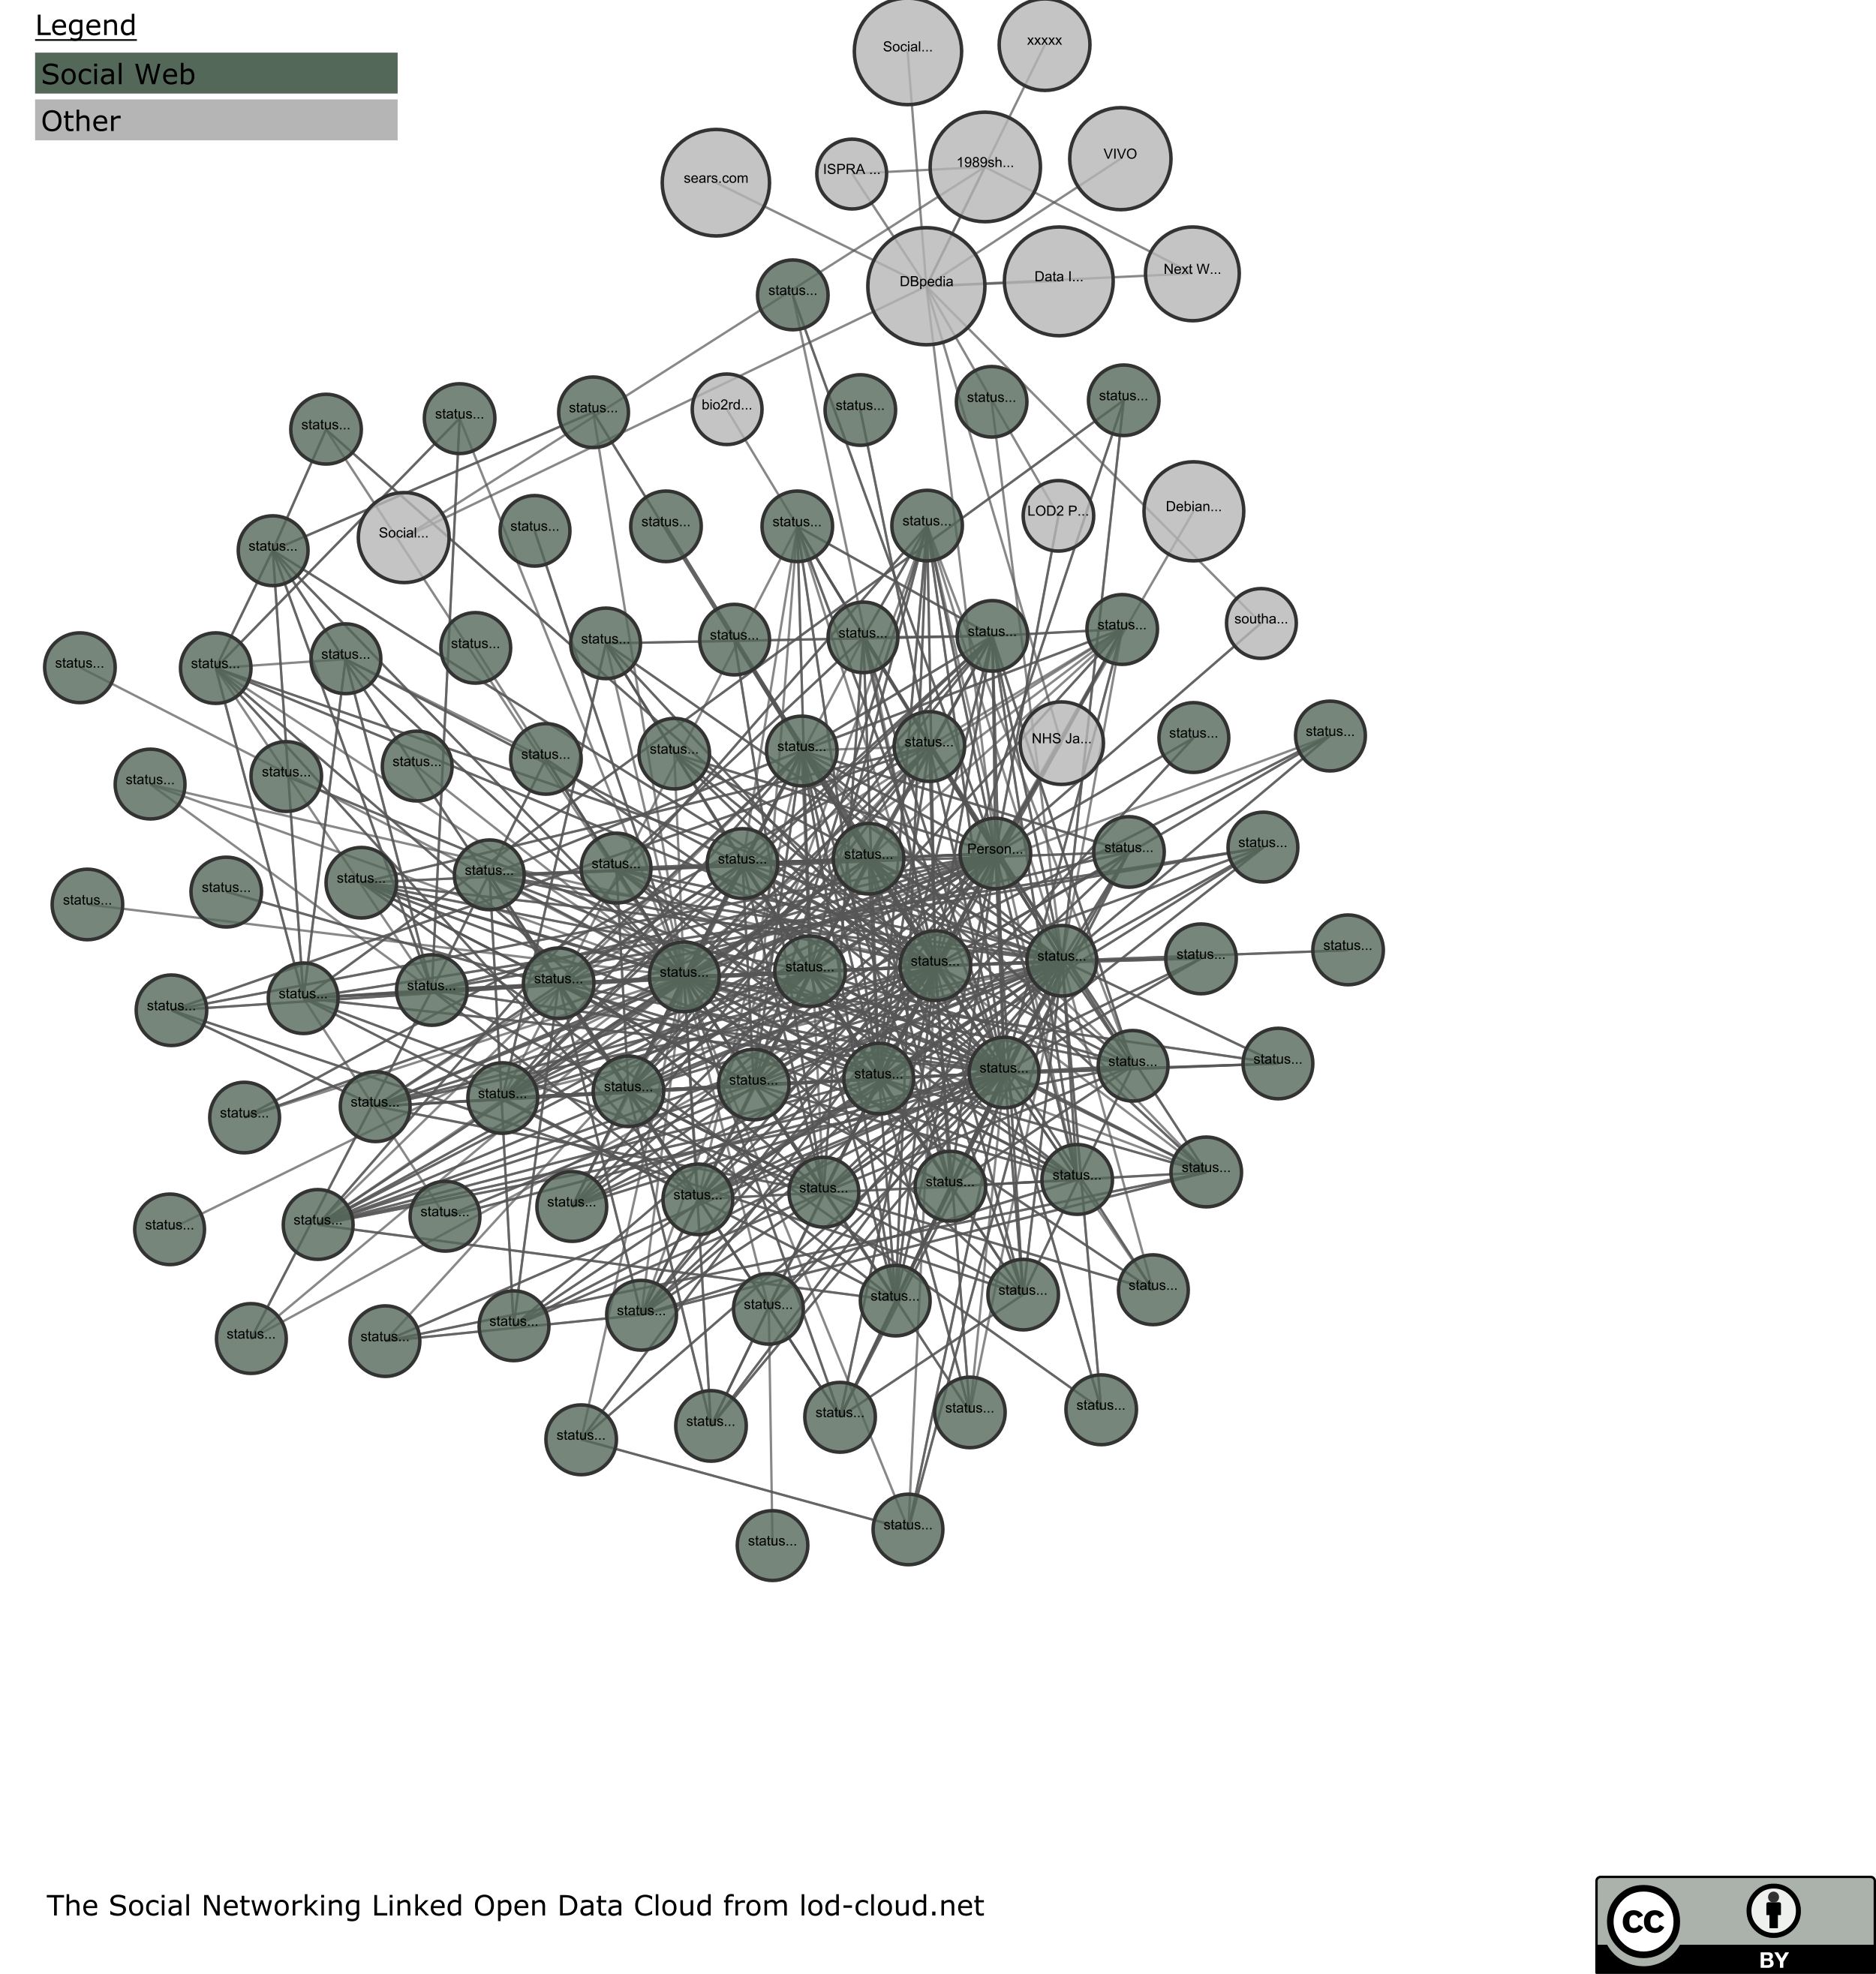 Legend
Social Web
Other
Social... xxxxx
sears.com ISPRA ... 1989sh... VIVO
status... DBpedia Data I... Next W...
status... status... status... bio2rd... status... status... status...
status... Social... status... status... status... status... LOD2 P... Debian...
status... status... status... status... status... status... status... status... status... southa...
status... status... status... status... status... status... status... NHS Ja... status... status...
status... status... status... status... status... status... status... Person... status... status...
status... status... status... status... status... status... status... status... status... status...
status... status... status... status... status... status... status... status... status...
status... status... status... status... status... status... status... status... status...
status... status... status... status... status... status... status... status...
status... status... status... status... status...
status... status...
The Social Networking Linked Open Data Cloud from lod-cloud.net
cc
BY